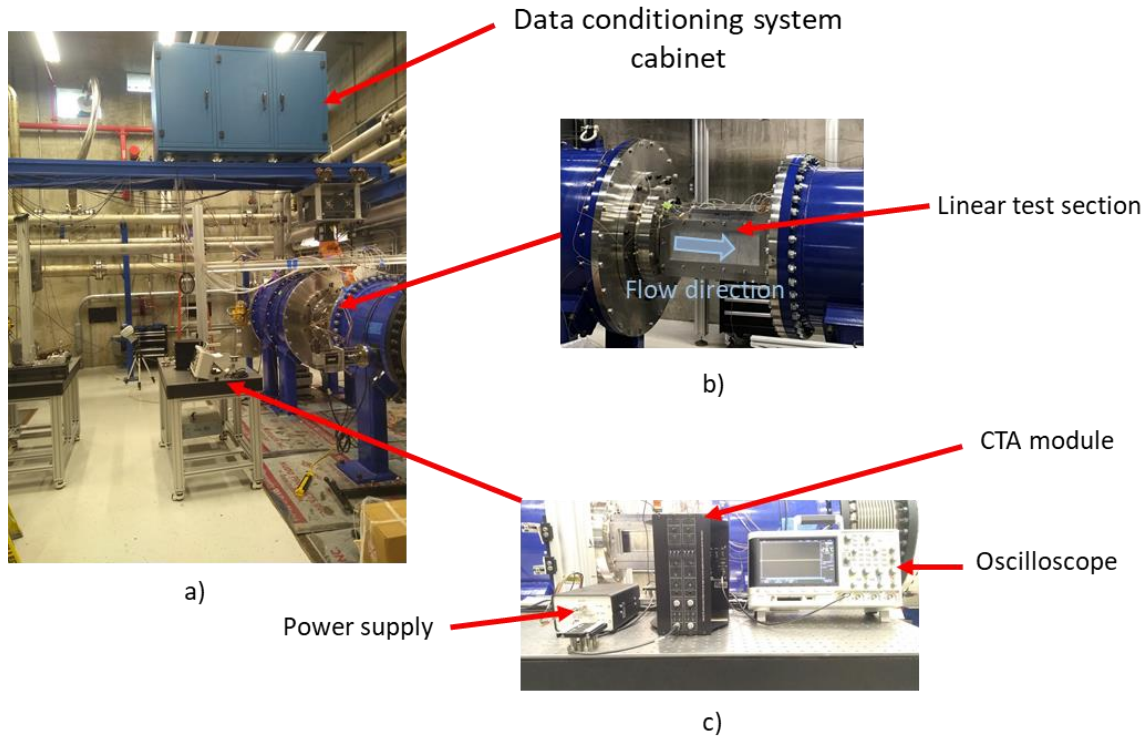 Data conditioning system
cabinet
Linear test section
Flow direction
b)
CTA module
Oscilloscope
a)
Power supply
c)